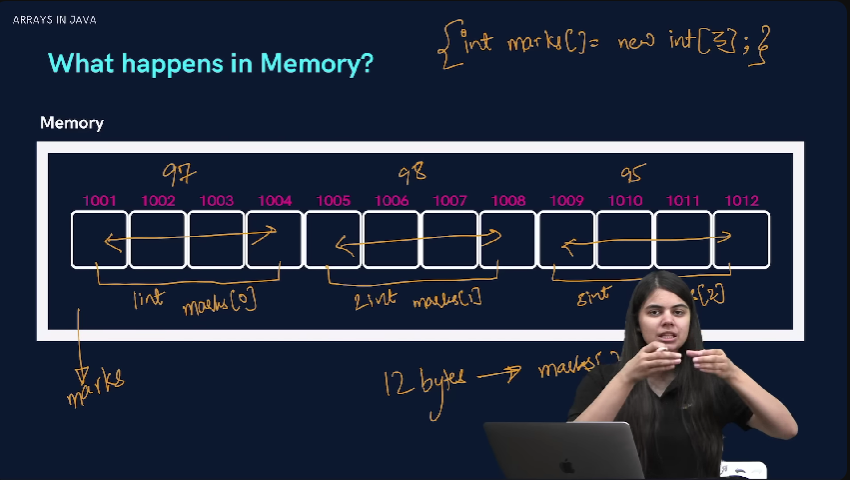 ARRAYS IN JAVA
{int marks[] = new int[3];}
What happens in Memory?
Memory
97 98 95
1001 1002 1003 1004 1005 1006 1007 1008 1009 1010 1011 1012
1int marks[0] 2int marks[1] 3int [2]
marks
12 bytes → marks[